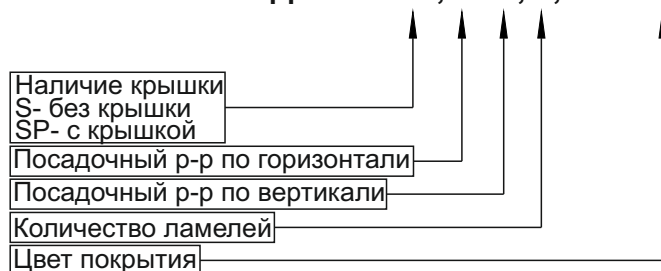 Наличие крышки
S- без крышки
SP- с крышкой
Посадочный р-р по горизонтали
Посадочный р-р по вертикали
Количество ламелей
Цвет покрытия